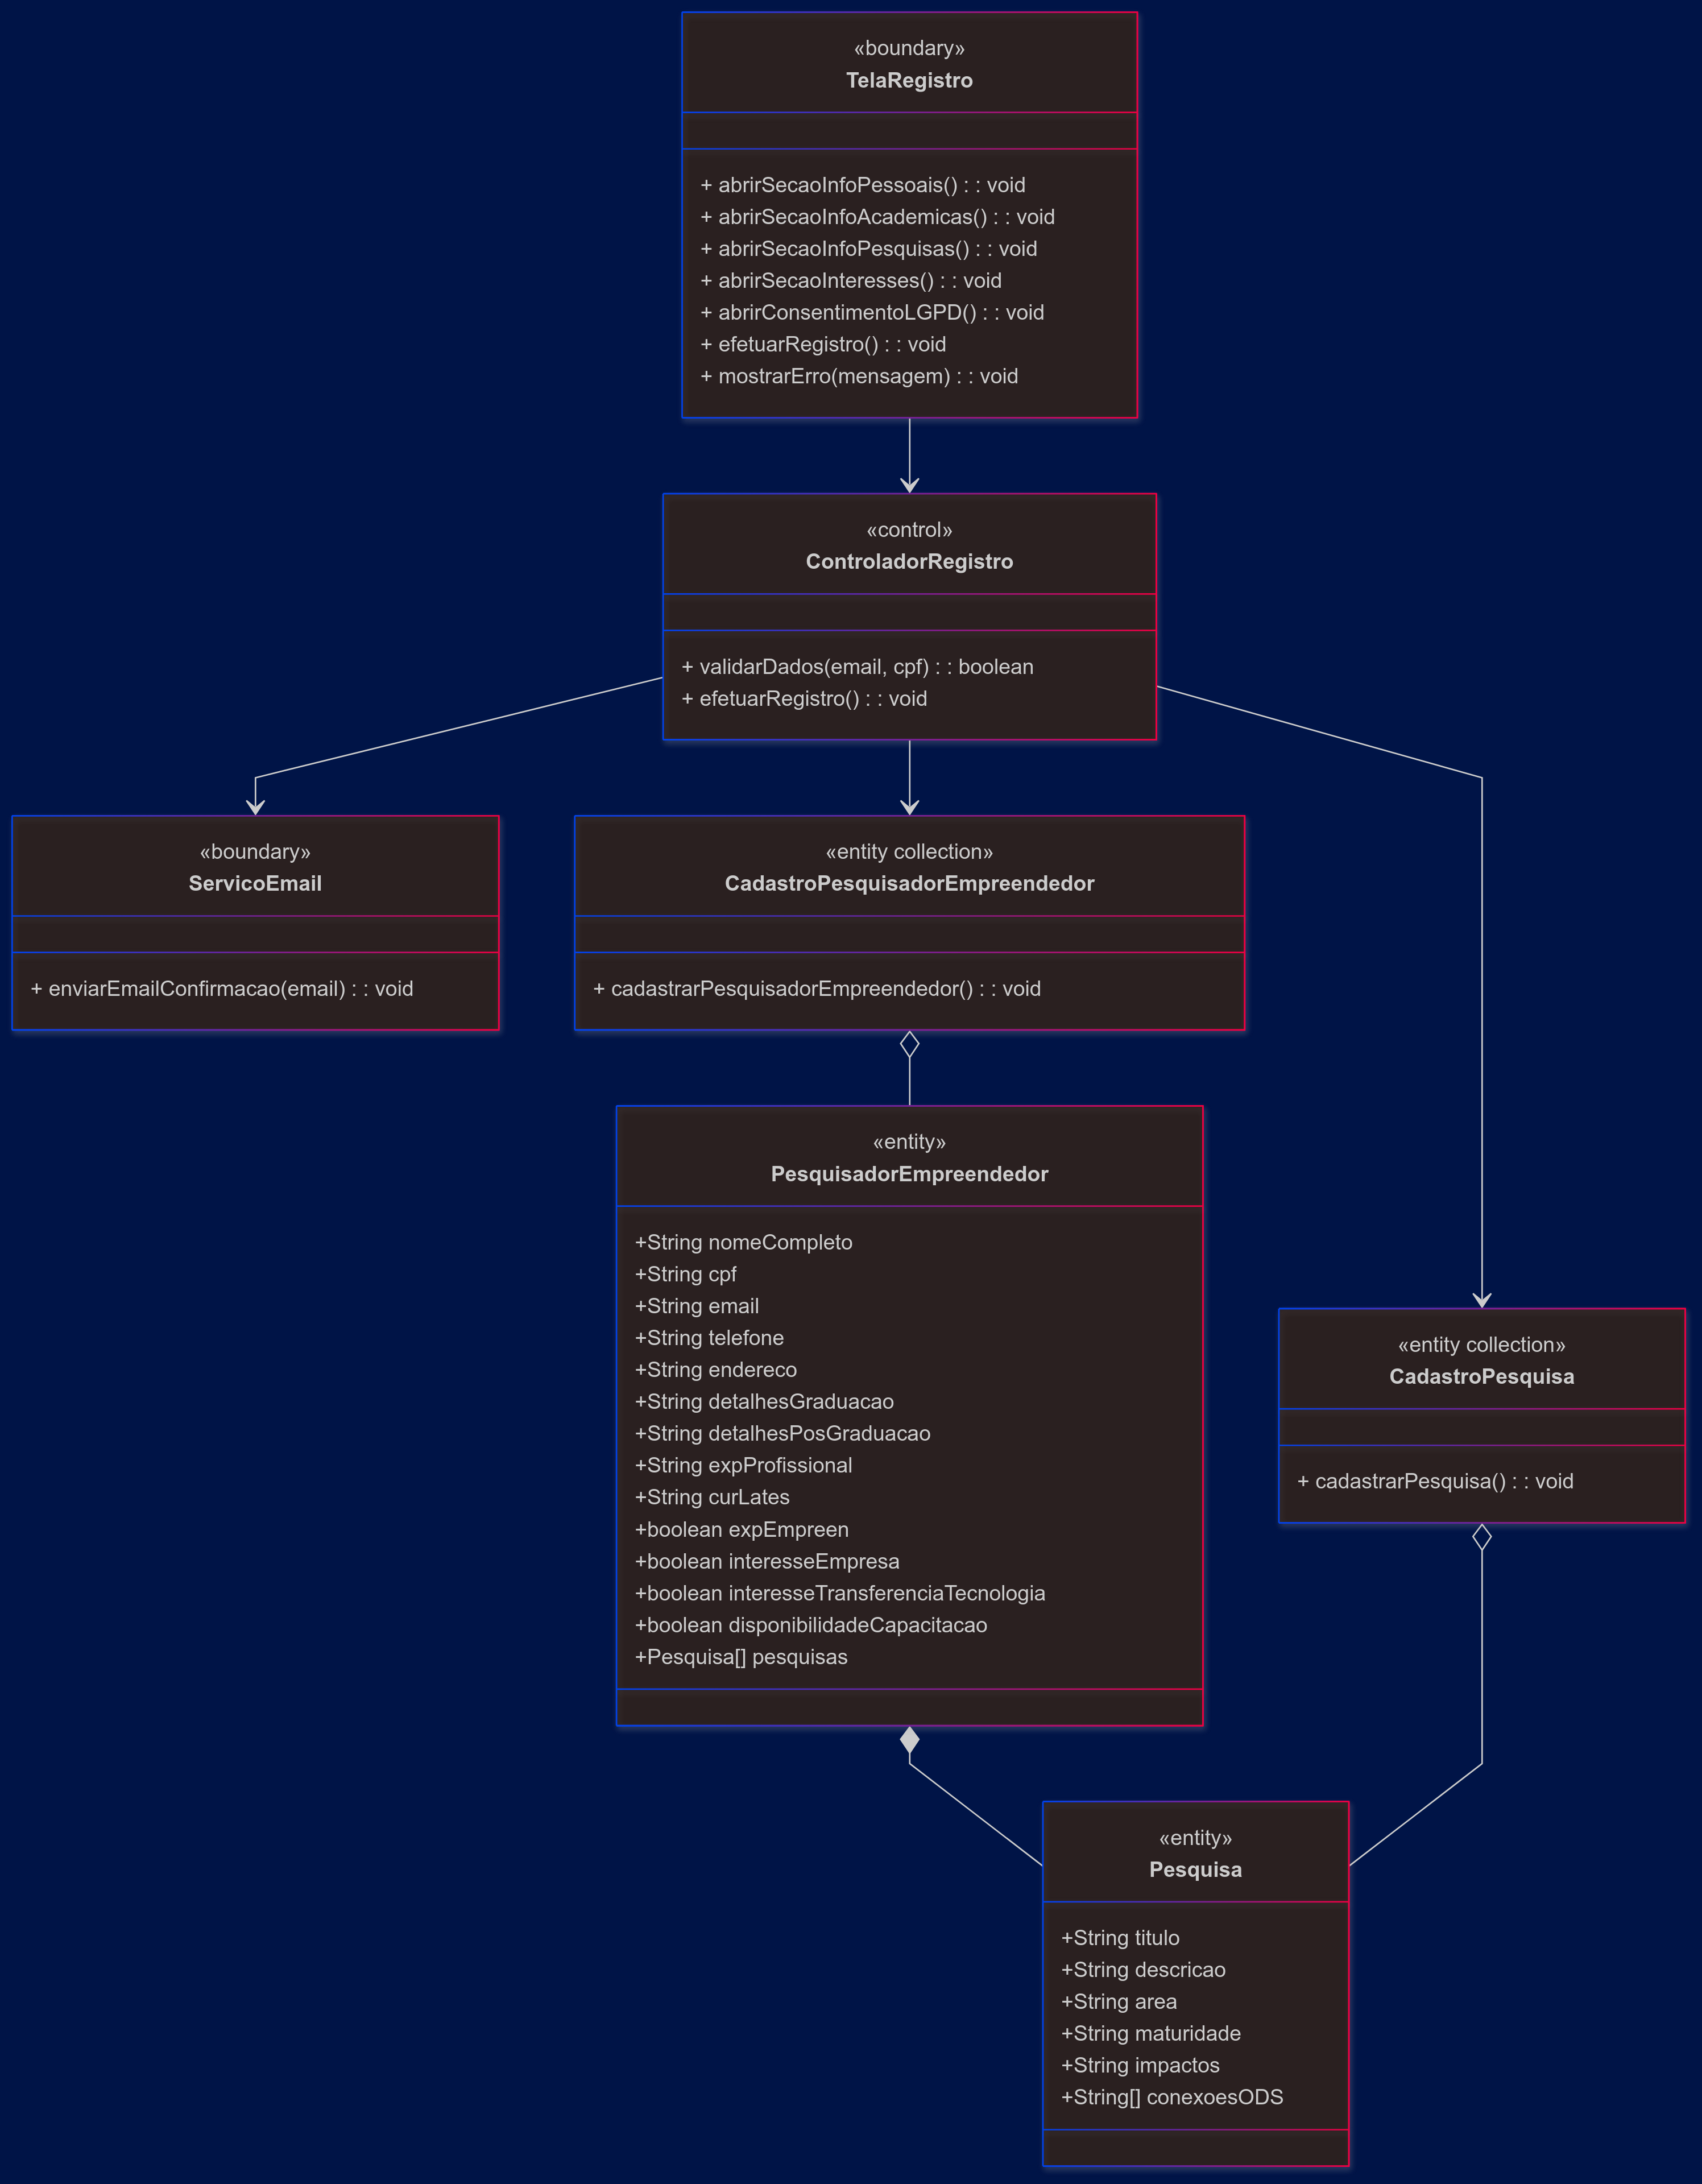 «boundary»
TelaRegistro
+ abrirSecaoInfoPessoais() : : void
+ abrirSecaoInfoAcademicas() : : void
+ abrirSecaoInfoPesquisas() : : void
+ abrirSecaoInteresses() : : void
+ abrirConsentimentoLGPD() : : void
+ efetuarRegistro() : : void
+ mostrarErro(mensagem) : : void
«control»
ControladorRegistro
+ validarDados(email, cpf) : : boolean
+ efetuarRegistro() : : void
«boundary»
ServicoEmail
+ enviarEmailConfirmacao(email) : : void
«entity collection»
CadastroPesquisadorEmpreendedor
+ cadastrarPesquisadorEmpreendedor() : : void
«entity»
PesquisadorEmpreendedor
+String nomeCompleto
+String cpf
+String email
+String telefone
+String endereco
+String detalhesGraduacao
+String detalhesPosGraduacao
+String expProfissional
+String curLates
+boolean expEmpreen
+boolean interesseEmpresa
+boolean interesseTransferenciaTecnologia
+boolean disponibilidadeCapacitacao
+Pesquisa[] pesquisas
«entity collection»
CadastroPesquisa
+ cadastrarPesquisa() : : void
«entity»
Pesquisa
+String titulo
+String descricao
+String area
+String maturidade
+String impactos
+String[] conexoesODS